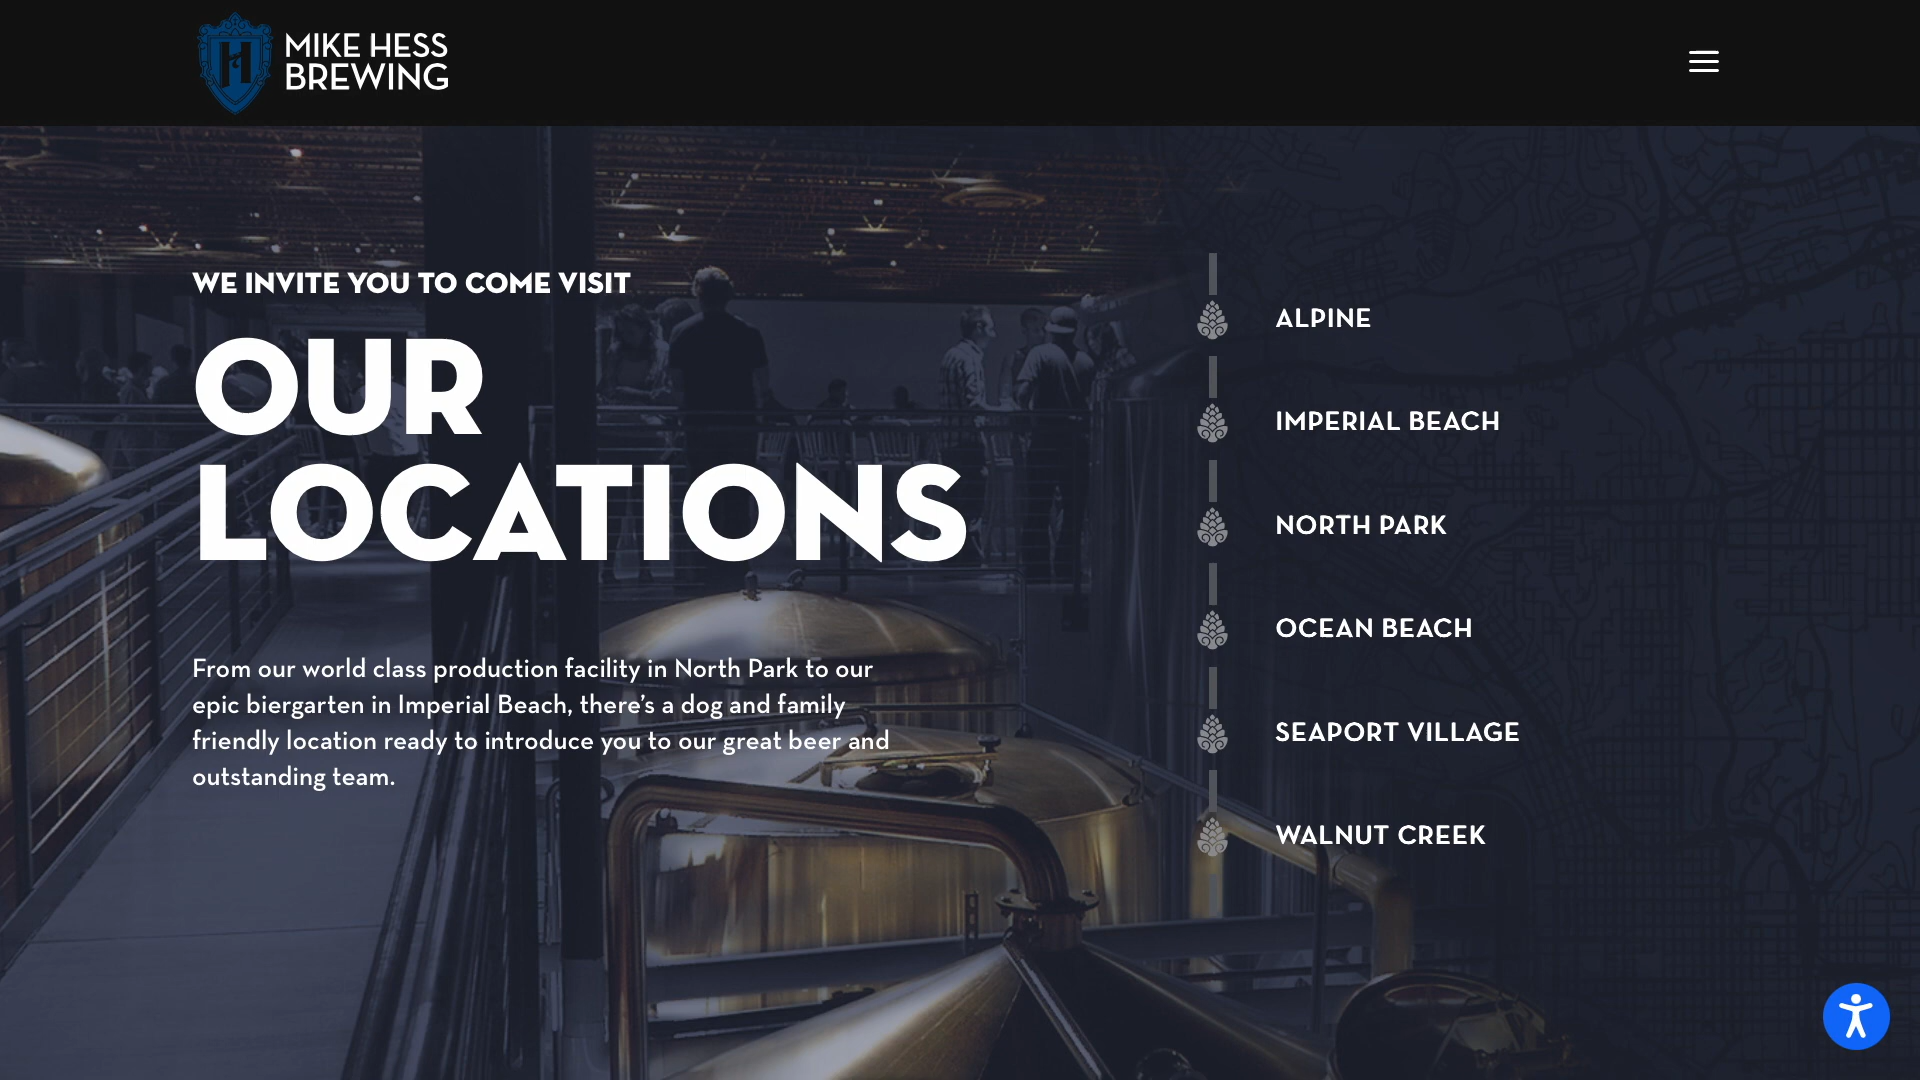 MIKE HESS
BREWING
WE INVITE YOU TO COME VISIT
OUR
LOCATIONS
From our world class production facility in North Park to our
epic biergarten in Imperial Beach, there’s a dog and family
friendly location ready to introduce you to our great beer and
outstanding team.
ALPINE
IMPERIAL BEACH
NORTH PARK
OCEAN BEACH
SEAPORT VILLAGE
WALNUT CREEK